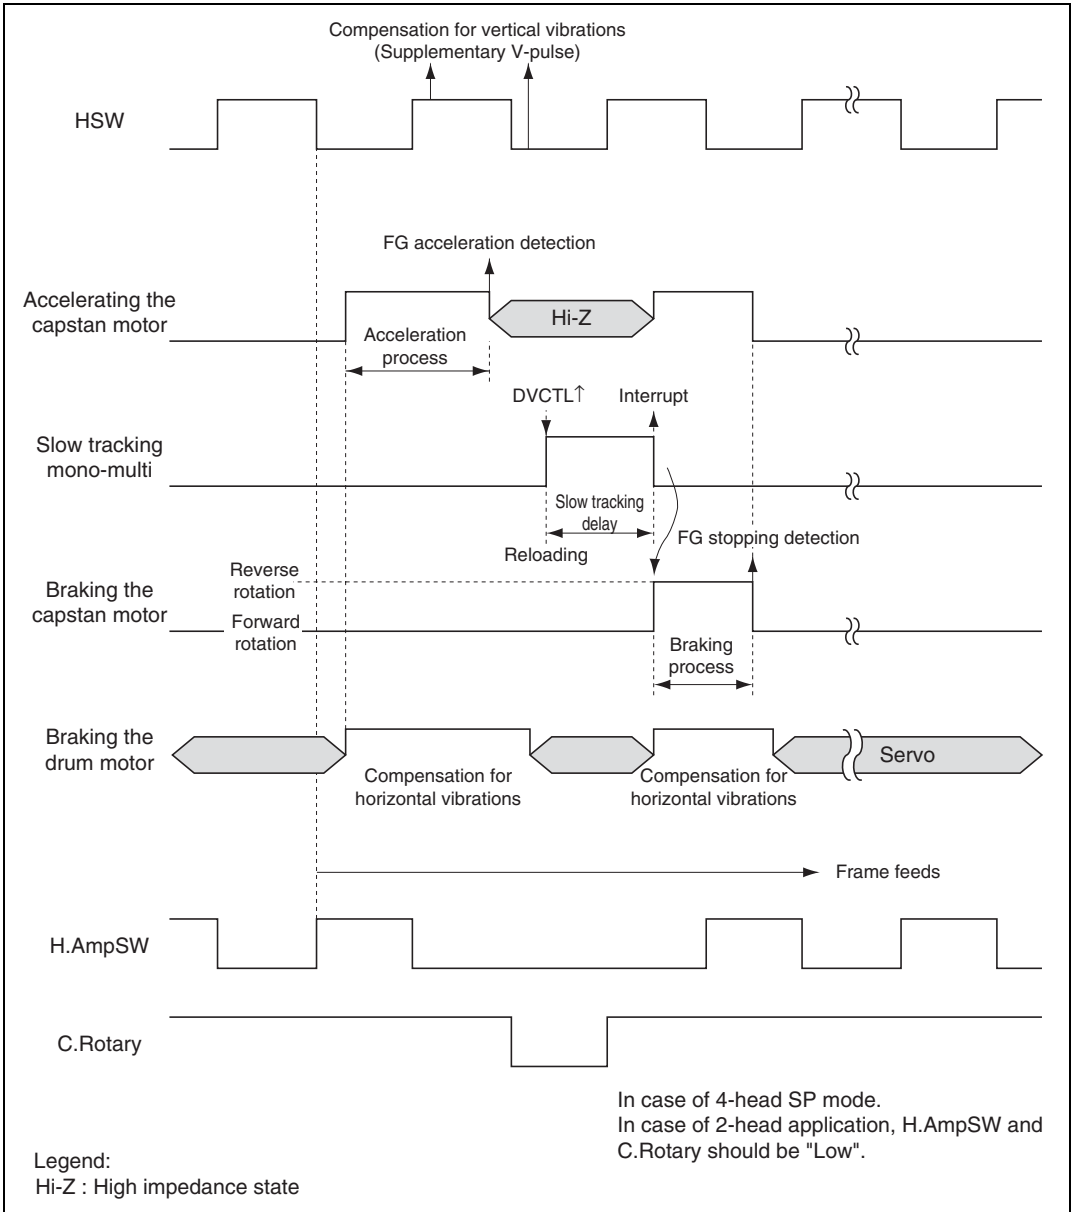 Compensation for vertical vibrations
(Supplementary V-pulse)
HSW
FG acceleration detection
Accelerating the
capstan motor
Hi-Z
Acceleration
process
DVCTL↑
Interrupt
Slow tracking
mono-multi
Slow tracking
delay
Reloading
FG stopping detection
Reverse
rotation
Braking the
capstan motor
Forward
rotation
Braking
process
Braking the
drum motor
Servo
Compensation for
horizontal vibrations
Compensation for
horizontal vibrations
Frame feeds
H.AmpSW
C.Rotary
In case of 4-head SP mode.
In case of 2-head application, H.AmpSW and
C.Rotary should be "Low".
Legend:
Hi-Z : High impedance state